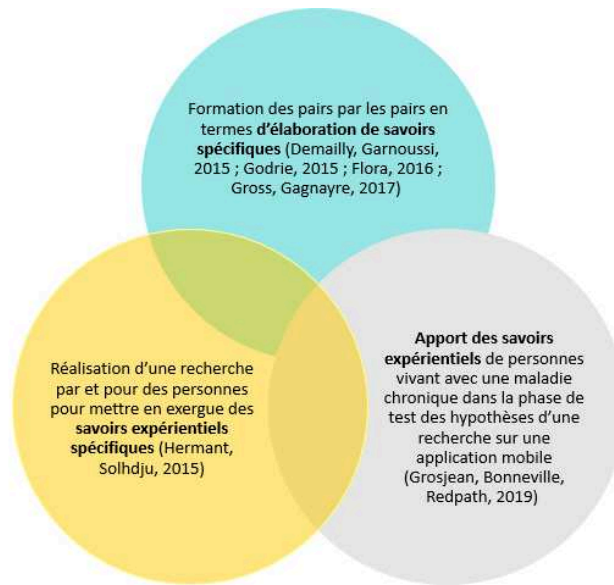 Formation des pairs par les pairs en
termes d'élaboration de savoirs
spécifiques (Demailly, Garnoussi,
2015 ; Godrie, 2015 ; Flora, 2016 ;
Gross, Gagnayre, 2017)
Réalisation d'une recherche
par et pour des personnes
pour mettre en exergue des
savoirs expérientiels
spécifiques (Hermant,
Solhdju, 2015)
Apport des savoirs
expérientiels de personnes
vivant avec une maladie
chronique dans la phase de
test des hypothèses d'une
recherche sur une
application mobile
(Grosjean, Bonneville,
Redpath, 2019)